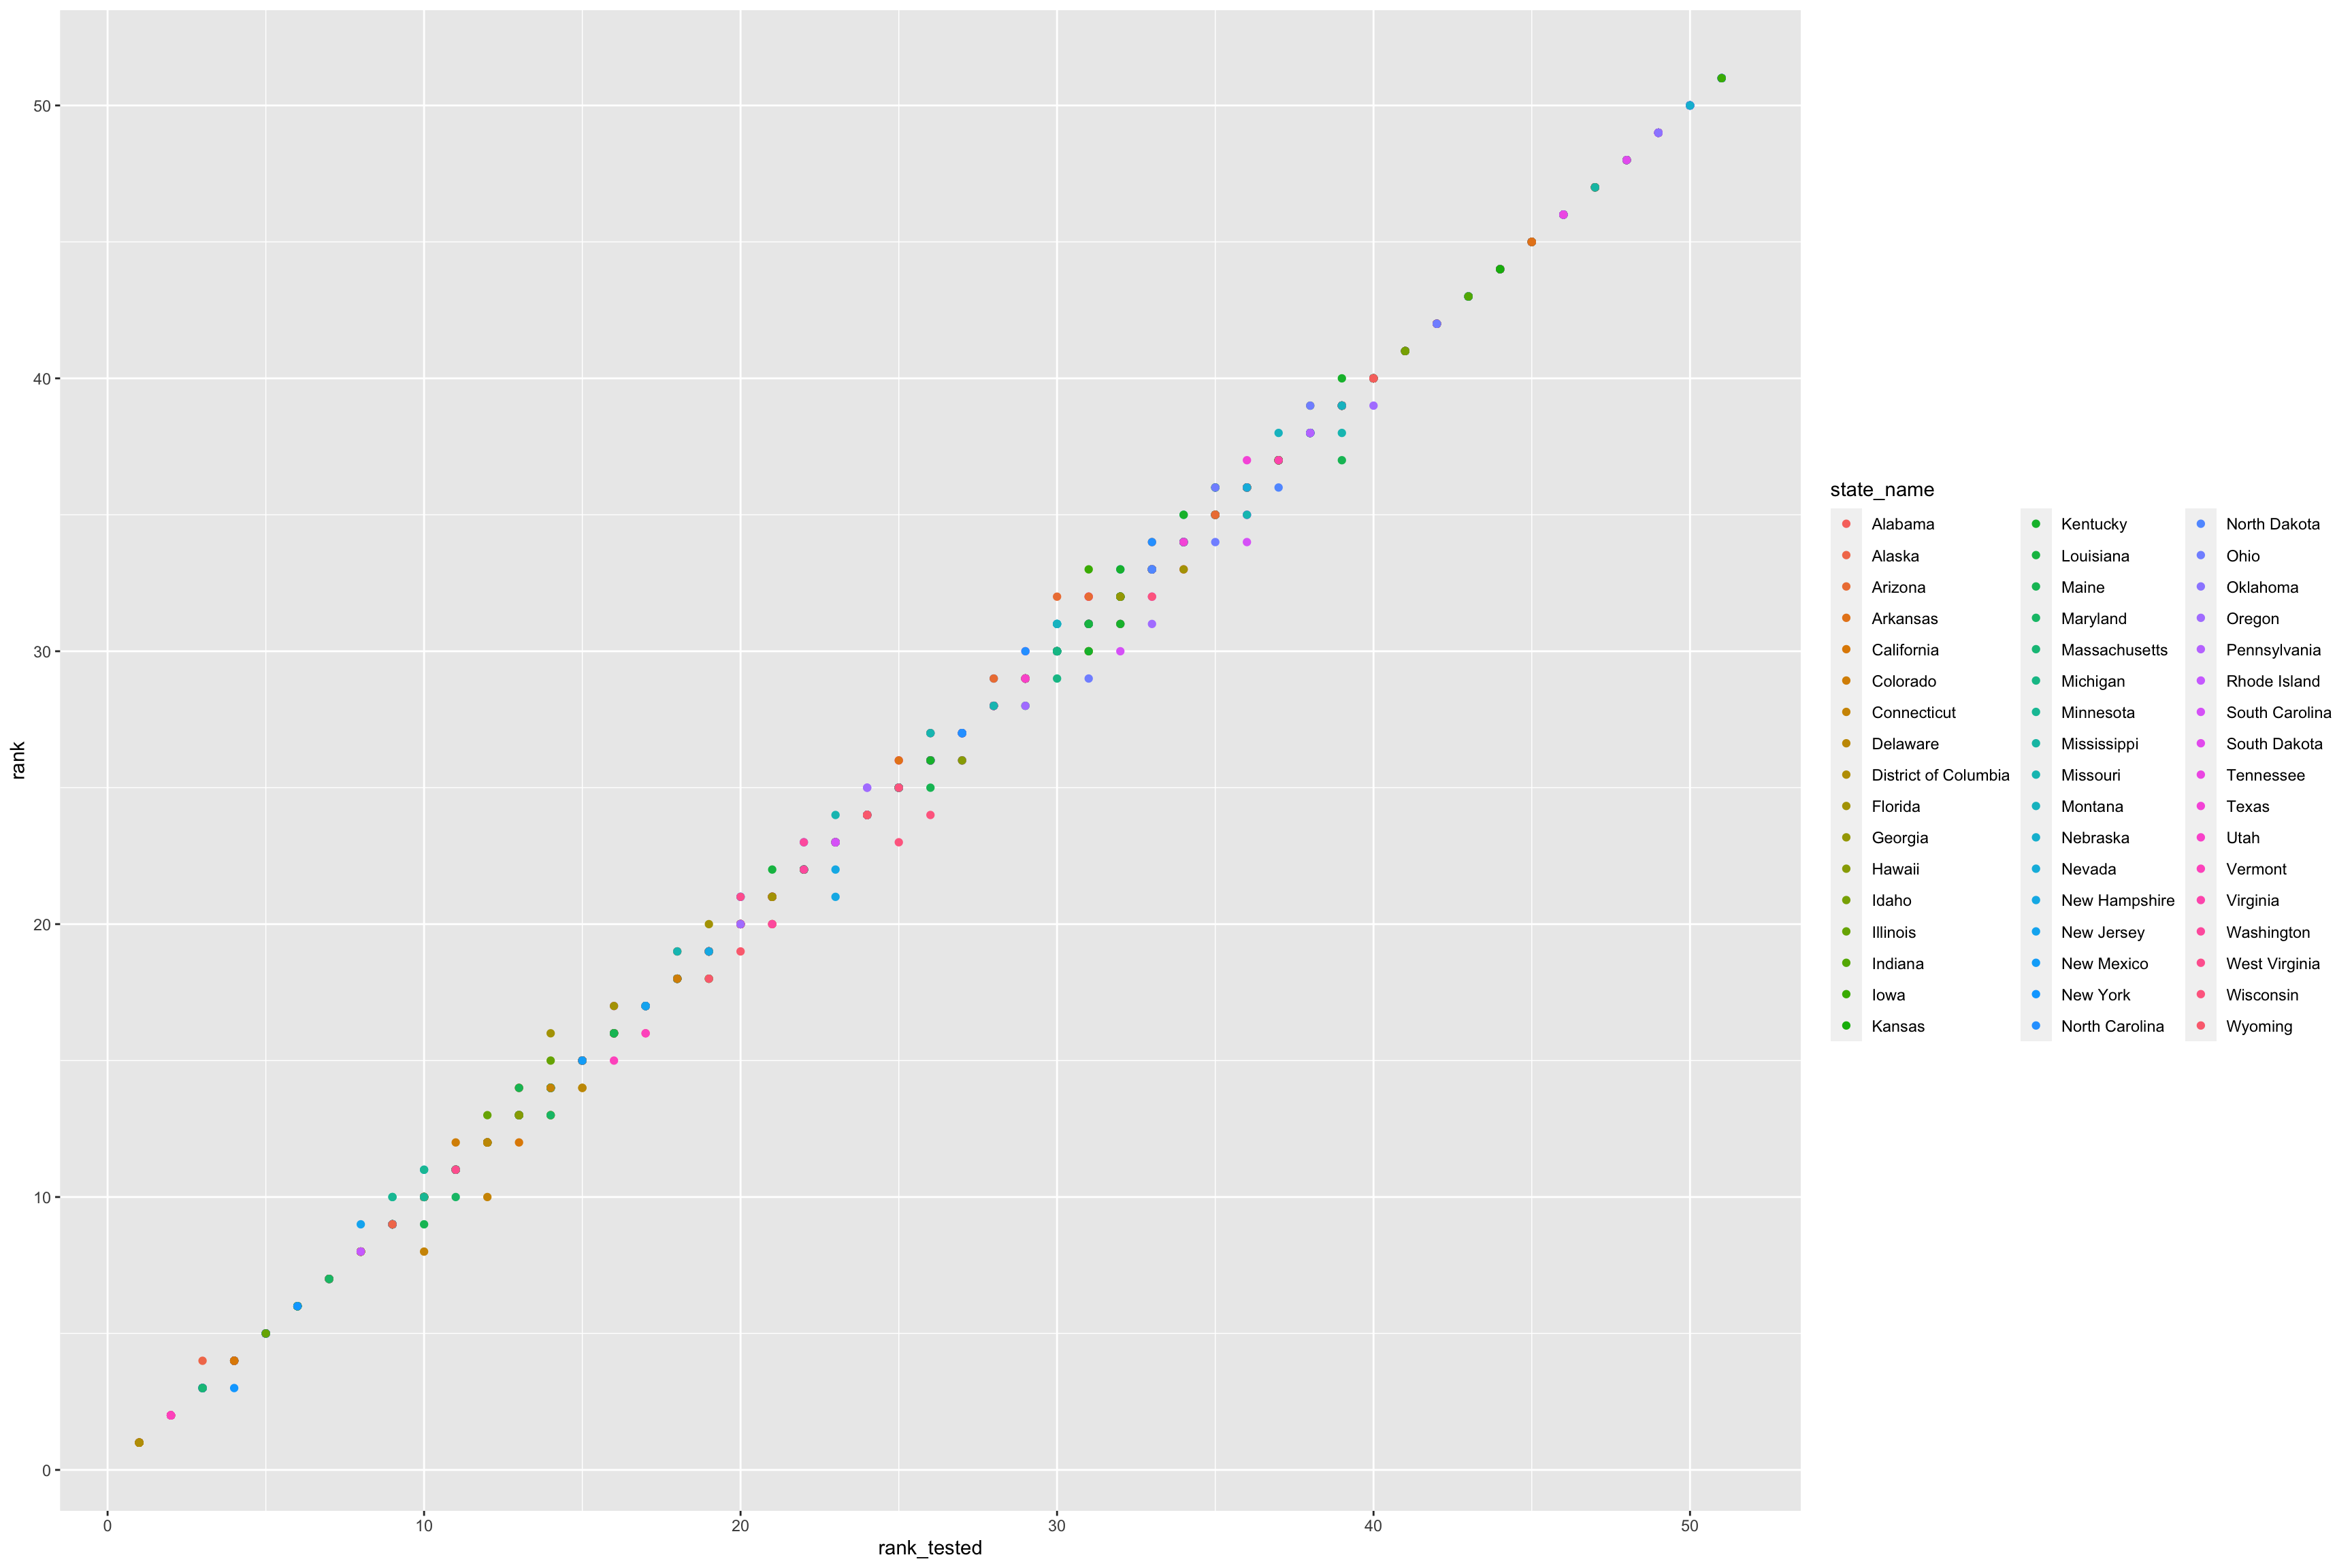 50
40
30
20
10
0
rank
0 10 20 30 40 50
rank_tested
state_name
Alabama Kentucky North Dakota
Alaska Louisiana Ohio
Arizona Maine Oklahoma
Arkansas Maryland Oregon
California Massachusetts Pennsylvania
Colorado Michigan Rhode Island
Connecticut Minnesota South Carolina
Delaware Mississippi South Dakota
District of Columbia Missouri Tennessee
Florida Montana Texas
Georgia Nebraska Utah
Hawaii Nevada Vermont
Idaho New Hampshire Virginia
Illinois New Jersey Washington
Indiana New Mexico West Virginia
Iowa New York Wisconsin
Kansas North Carolina Wyoming